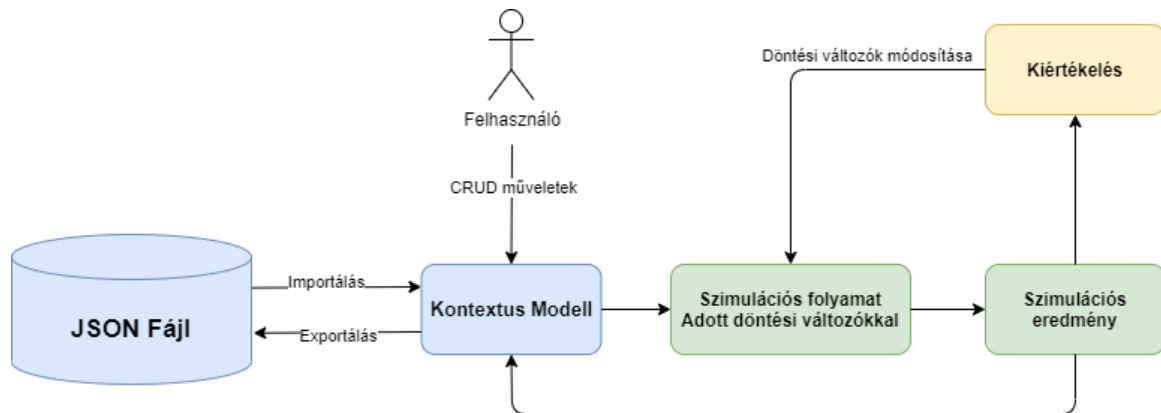 Döntési változók módosítása
Kiértékelés
Felhasználó
CRUD műveletek
JSON Fájl
Importálás
Exportálás
Kontextus Modell
Szimulációs folyamat
Adott döntési változókkal
Szimulációs
eredmény